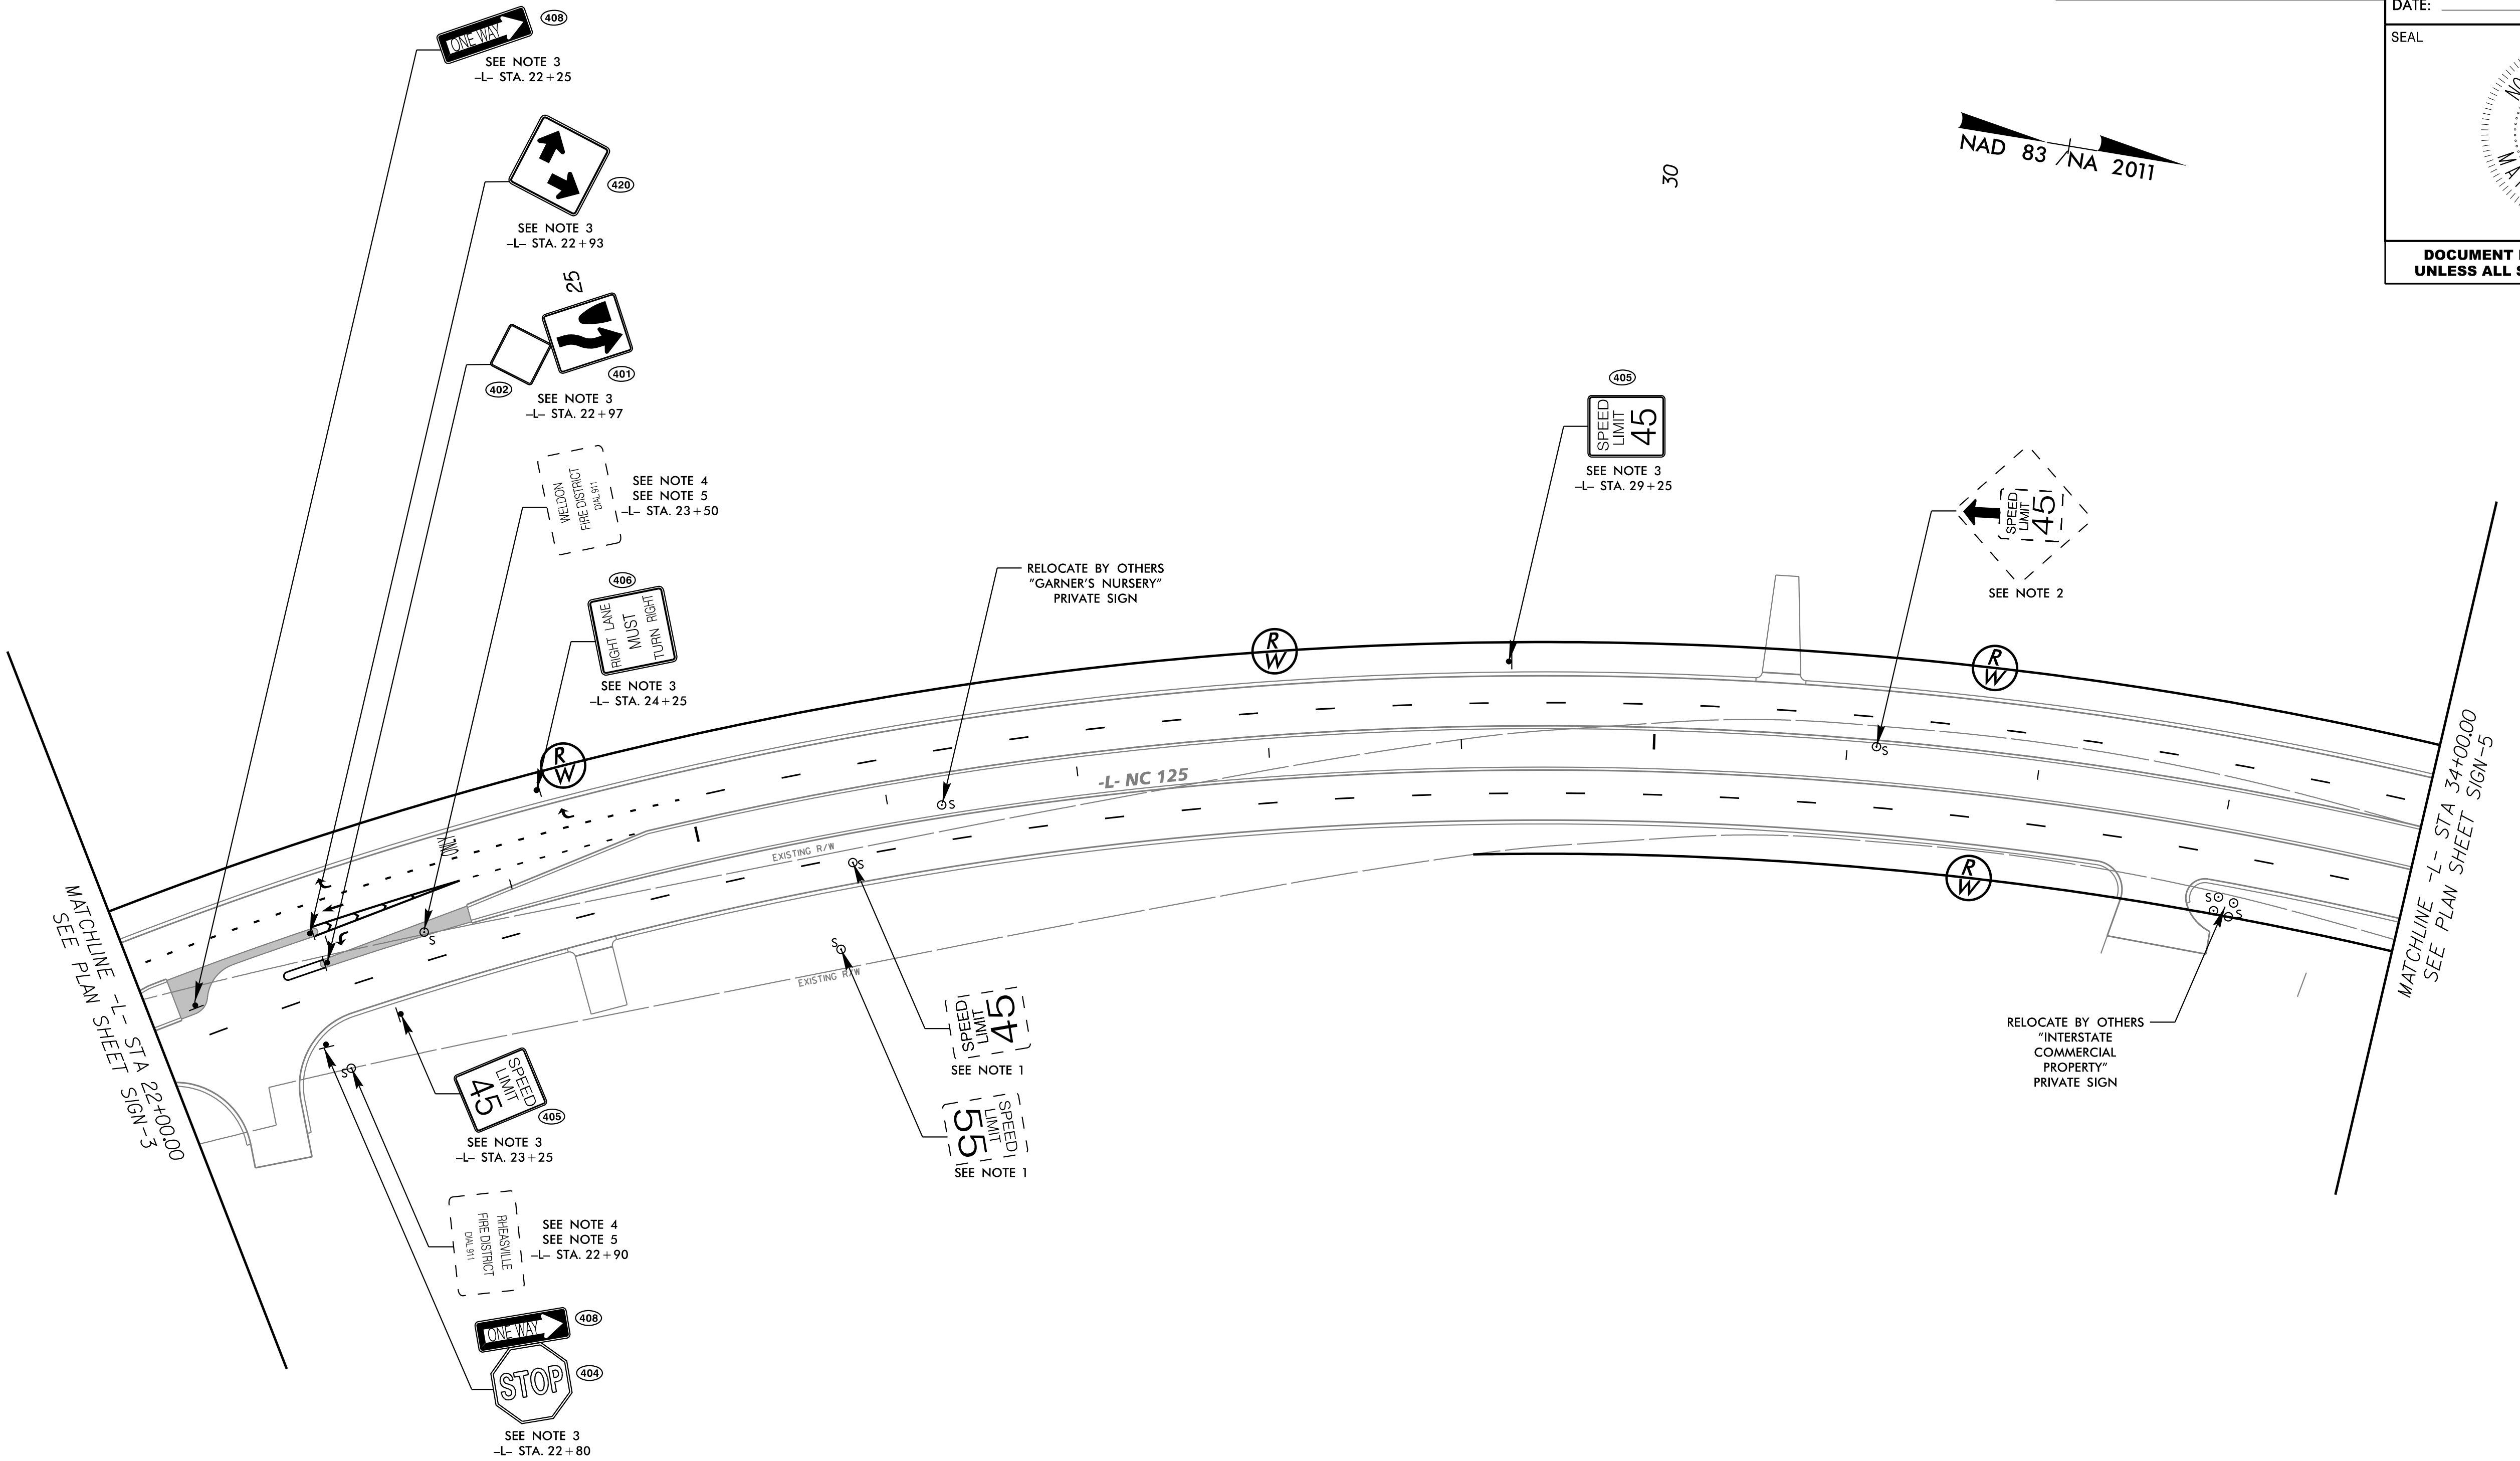 DATE:
SEAL
DOCUMENT
UNLESS ALL
NAD 83 /NA 2011
ONE WAY
408
SEE NOTE 3
-L- STA. 22+25
420
SEE NOTE 3
-L- STA. 22+93
25
402
401
SEE NOTE 3
-L- STA. 22+97
WELDON
FIRE DISTRICT
DIAL 911
SEE NOTE 4
SEE NOTE 5
-L- STA. 23+50
406
RIGHT LANE
MUST
TURN RIGHT
SEE NOTE 3
-L- STA. 24+25
RELOCATE BY OTHERS
"GARNER'S NURSERY"
PRIVATE SIGN
30
405
SPEED
LIMIT
45
SEE NOTE 3
-L- STA. 29+25
SPEED
LIMIT
45
SEE NOTE 2
R
W
R
W
R
W
R
W
-L- NC 125
ONLY
EXISTING R/W
EXISTING R/W
S
S
S
S
S
S
S
S
MATCHLINE -L- STA 22+00.00
SEE PLAN SHEET SIGN-3
MATCHLINE -L- STA 34+00.00
SEE PLAN SHEET SIGN-5
SPEED
LIMIT
45
SEE NOTE 1
SPEED
LIMIT
55
SEE NOTE 1
SPEED
LIMIT
45
405
SEE NOTE 3
-L- STA. 23+25
RHEASVILLE
FIRE DISTRICT
DIAL 911
SEE NOTE 4
SEE NOTE 5
-L- STA. 22+90
ONE WAY
408
STOP
404
SEE NOTE 3
-L- STA. 22+80
RELOCATE BY OTHERS
"INTERSTATE
COMMERCIAL
PROPERTY"
PRIVATE SIGN